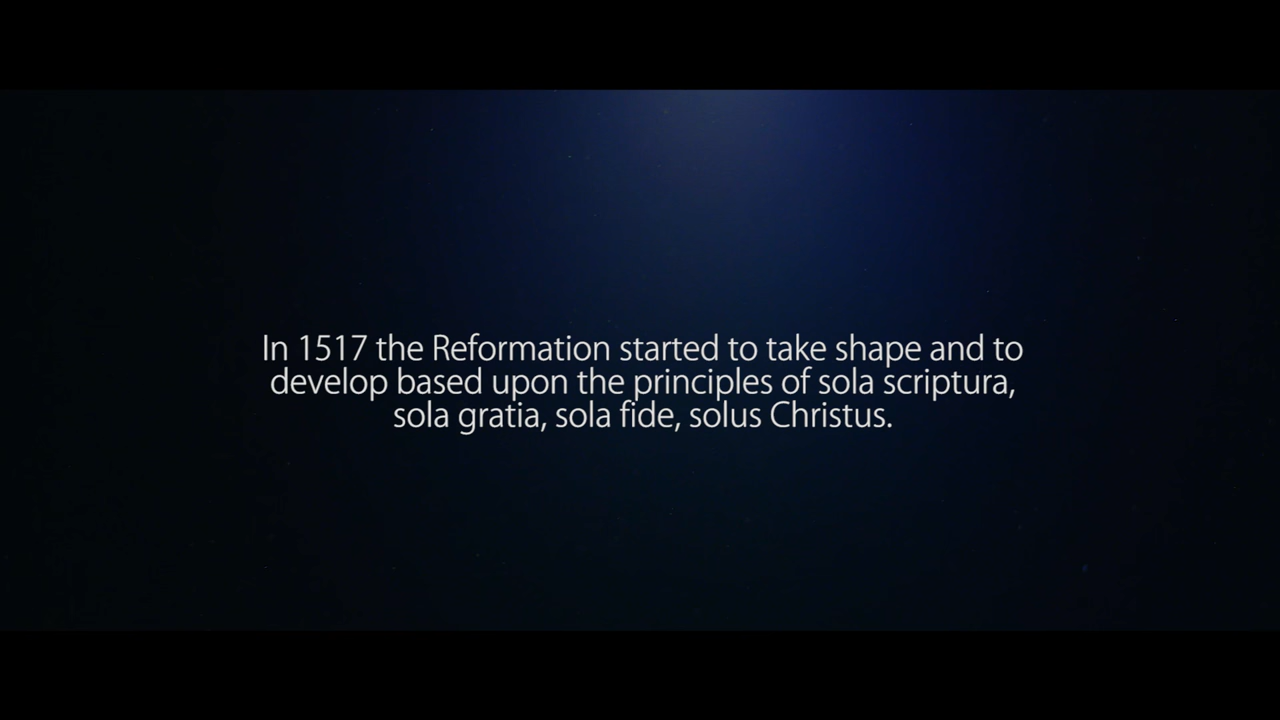 In 1517 the Reformation started to take shape and to
develop based upon the principles of sola scriptura,
sola gratia, sola fide, solus Christus.